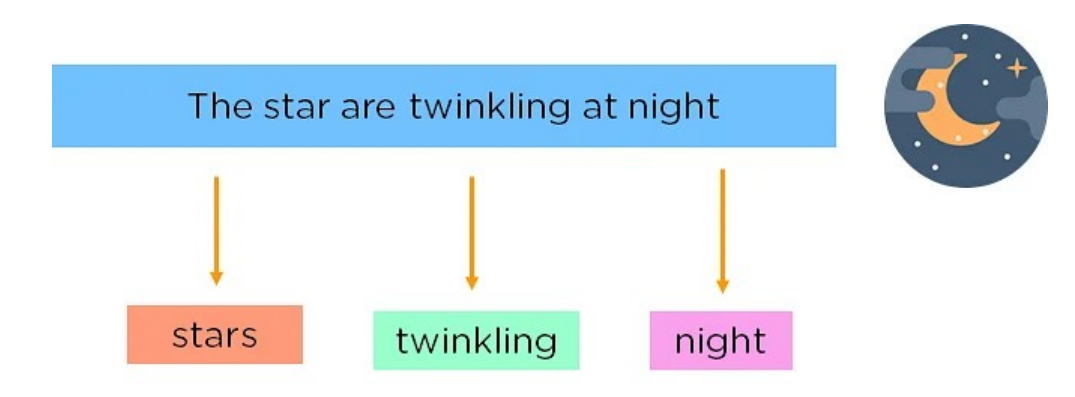 The star are twinkling at night
stars
twinkling
night